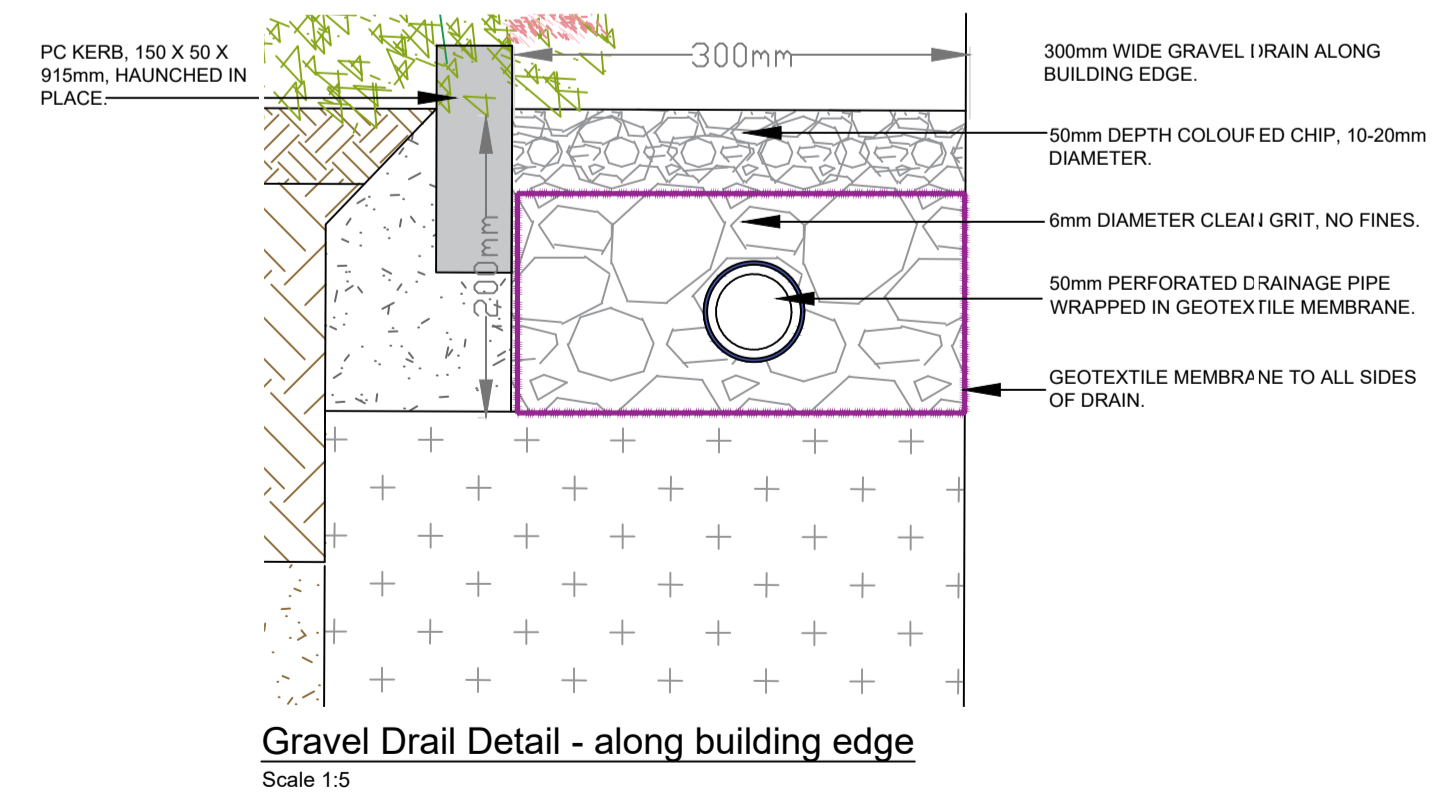 PC KERB, 150 X 50 X
915mm, HAUNCHED IN
PLACE.
300mm
200mm
300mm WIDE GRAVEL DRAIN ALONG
BUILDING EDGE.
50mm DEPTH COLOURED CHIP, 10-20mm
DIAMETER.
6mm DIAMETER CLEAN GRIT, NO FINES.
50mm PERFORATED DRAINAGE PIPE
WRAPPED IN GEOTEXTILE MEMBRANE.
GEOTEXTILE MEMBRANE TO ALL SIDES
OF DRAIN.
Gravel Drail Detail - along building edge
Scale 1:5